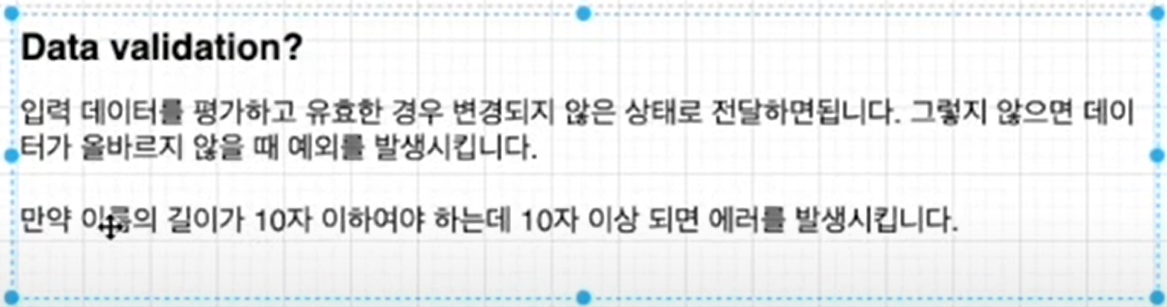 Data validation?
입력 데이터를 평가하고 유효한 경우 변경되지 않은 상태로 전달하면됩니다. 그렇지 않으면 데이
터가 올바르지 않을 때 예외를 발생시킵니다.
만약 이름의 길이가 10자 이하여야 하는데 10자 이상 되면 에러를 발생시킵니다.